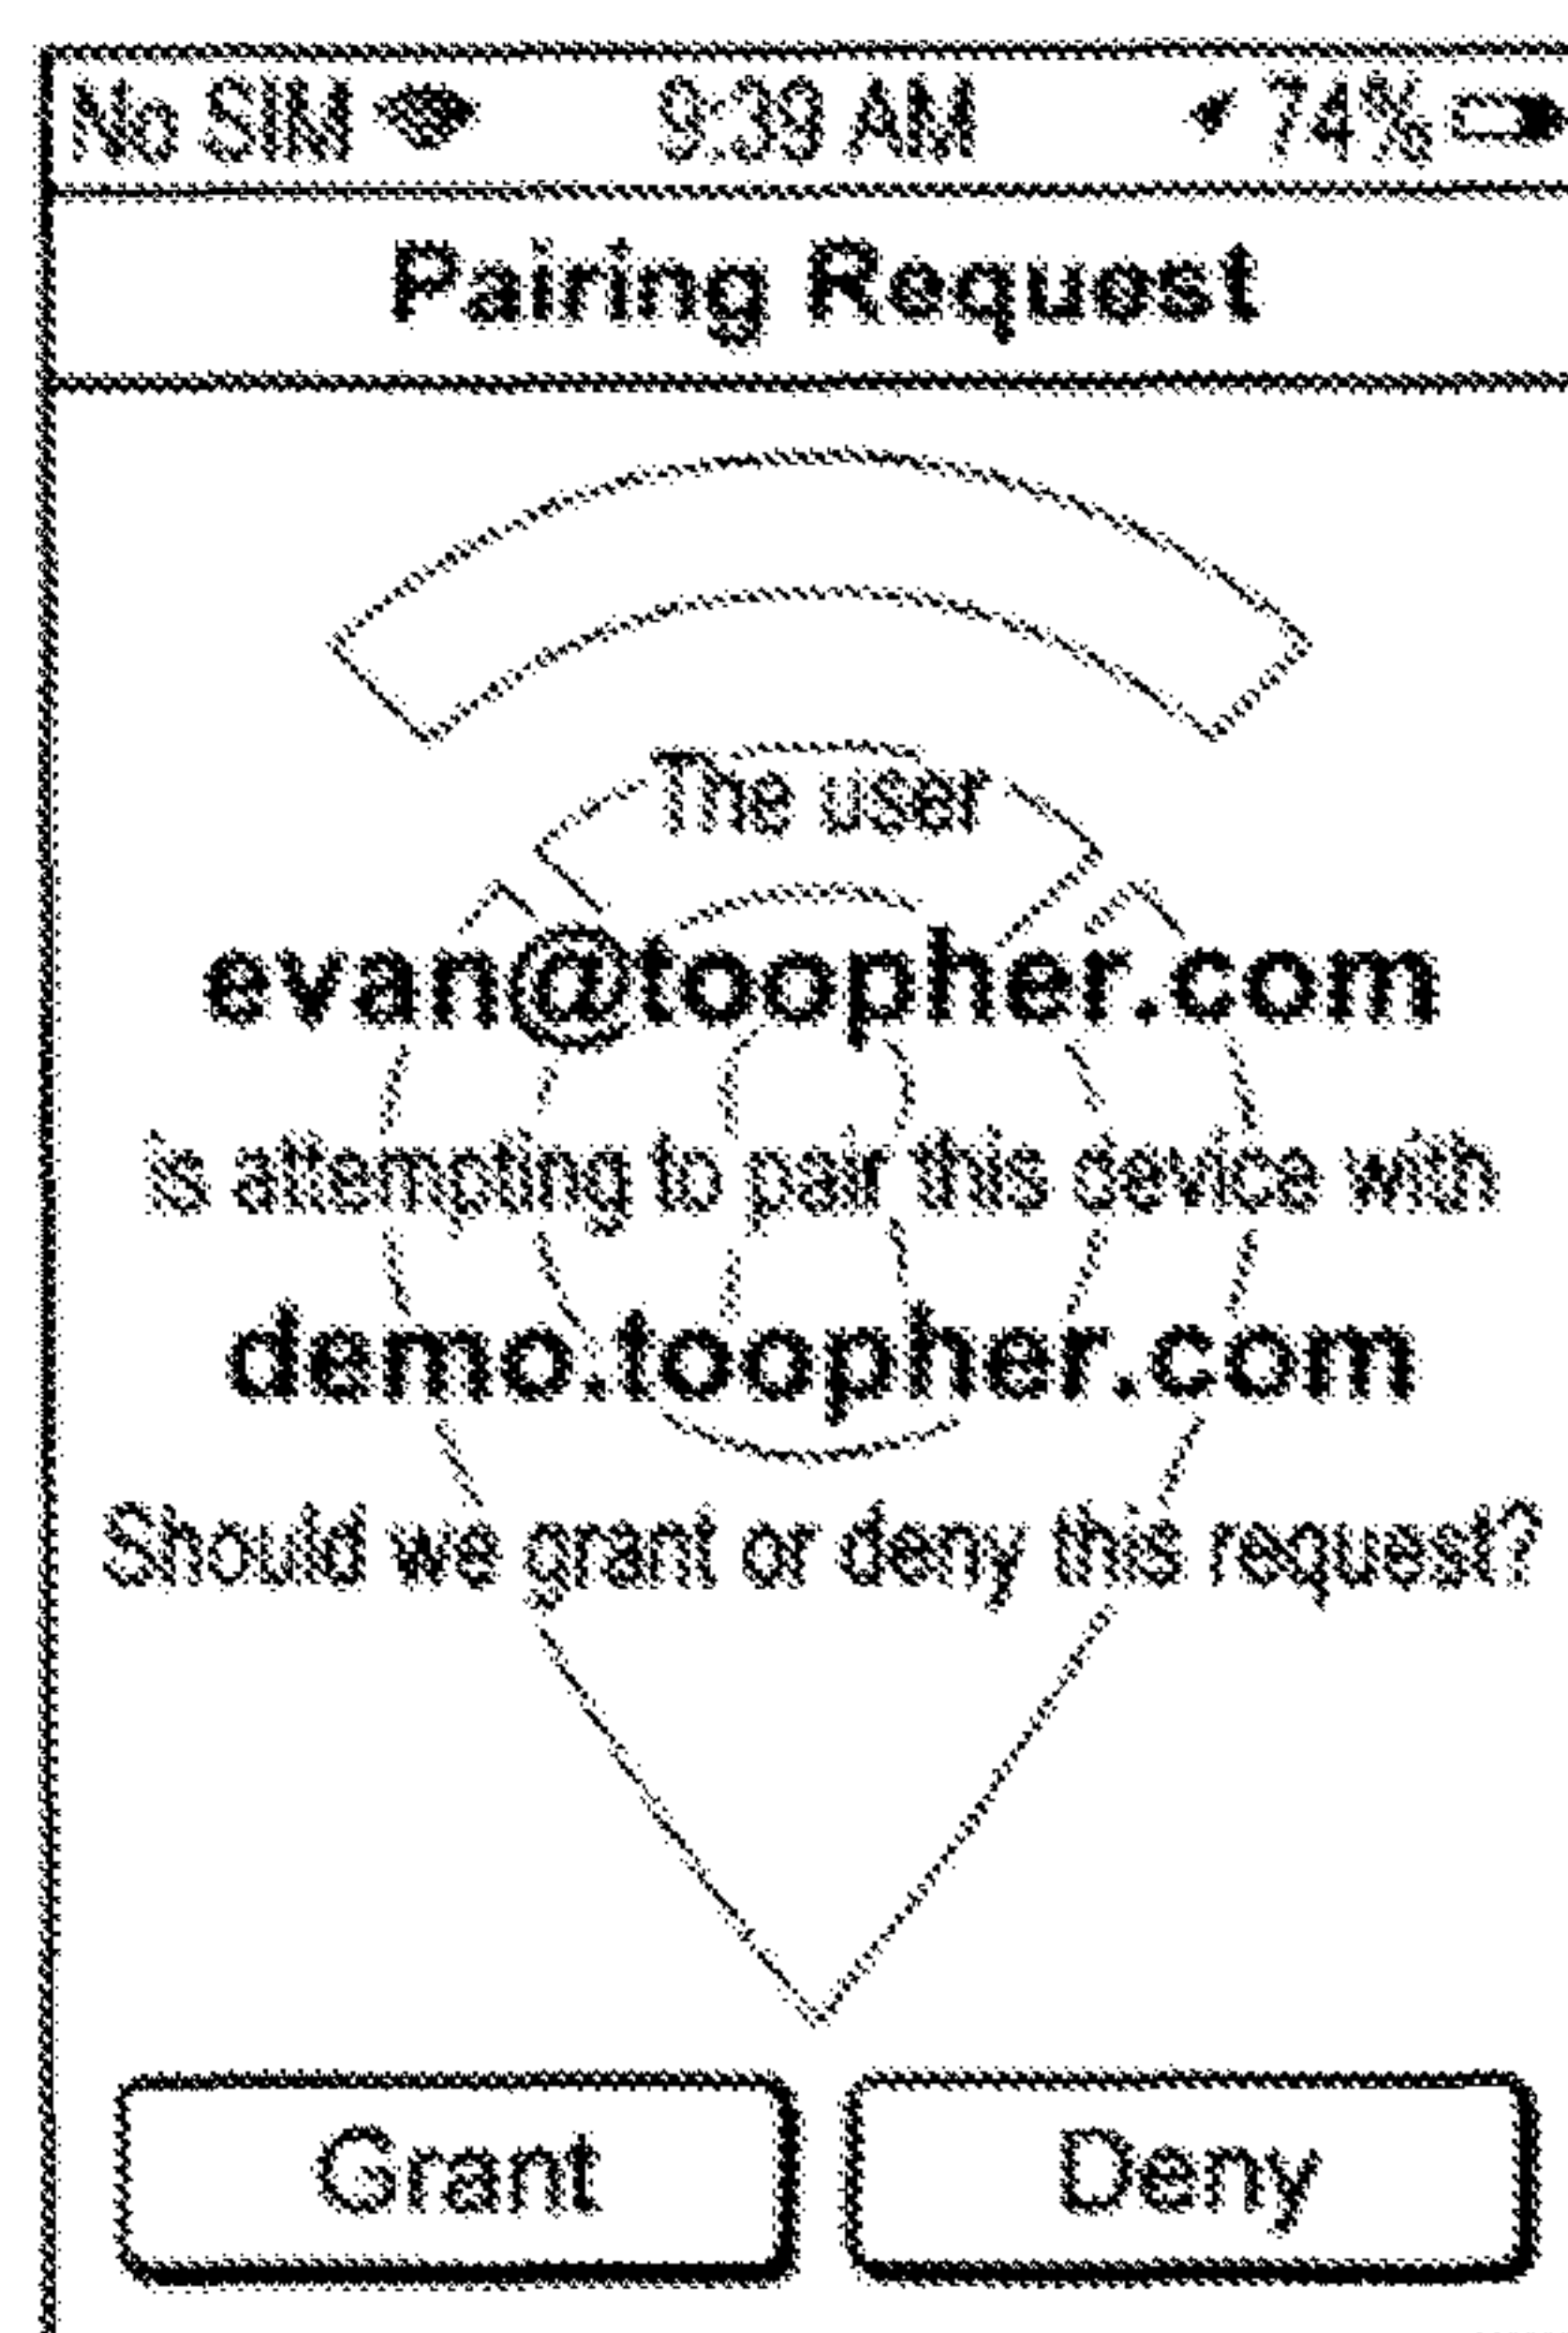 No SIM 9:39 AM 74%
Pairing Request
The user
evan@toopher.com
is attempting to pair this device with
demo.toopher.com
Should we grant or deny this request?
Grant Deny